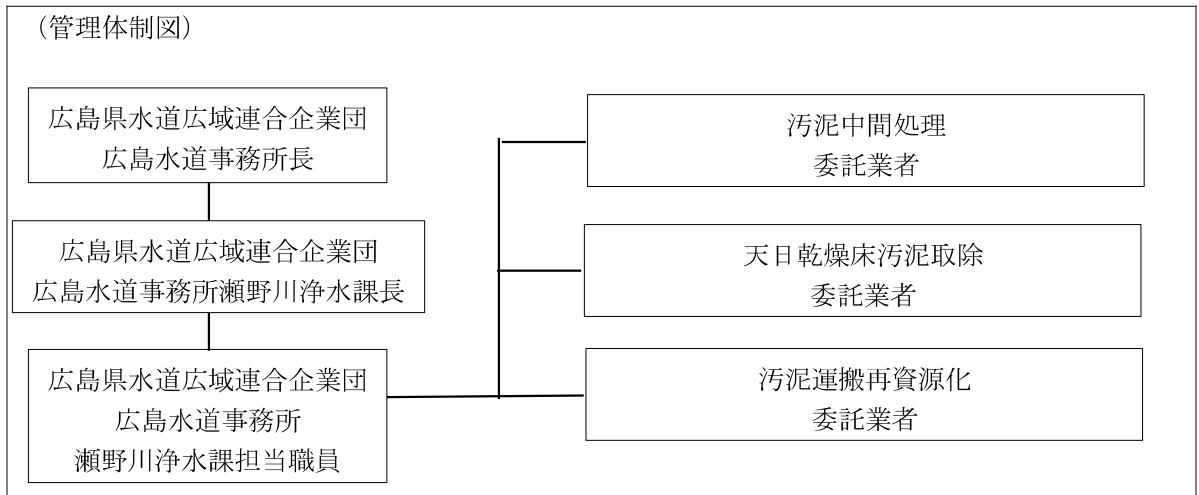 （管理体制図）
広島県水道広域連合企業団
広島水道事務所長
広島県水道広域連合企業団
広島水道事務所瀬野川浄水課長
広島県水道広域連合企業団
広島水道事務所
瀬野川浄水課担当職員
汚泥中間処理
委託業者
天日乾燥床汚泥取除
委託業者
汚泥運搬再資源化
委託業者